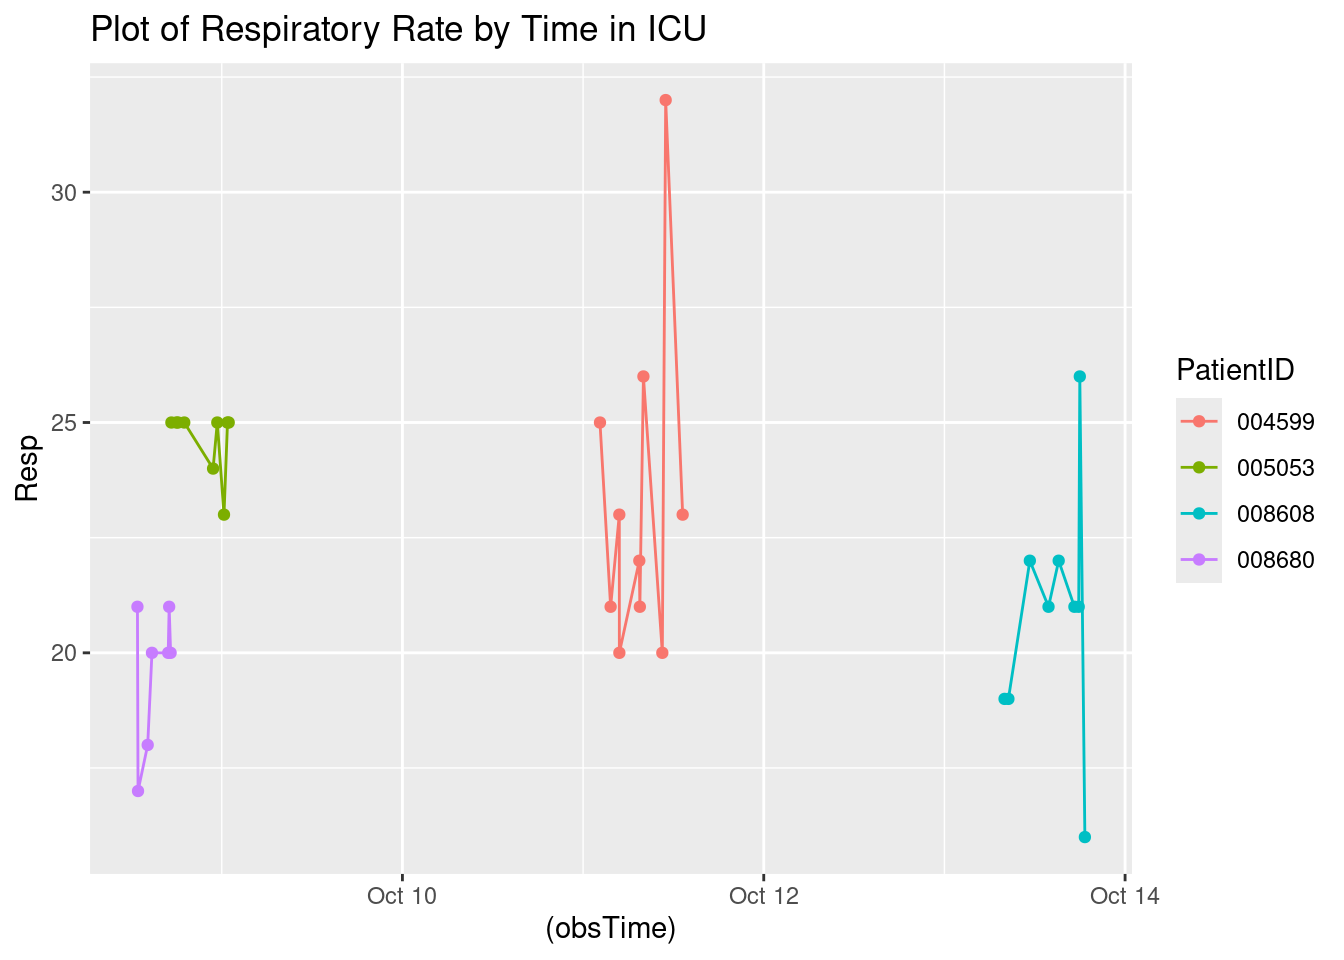 Plot of Respiratory Rate by Time in ICU
30
25
20
Resp
Oct 10
Oct 12
Oct 14
(obsTime)
PatientID
004599
005053
008608
008680